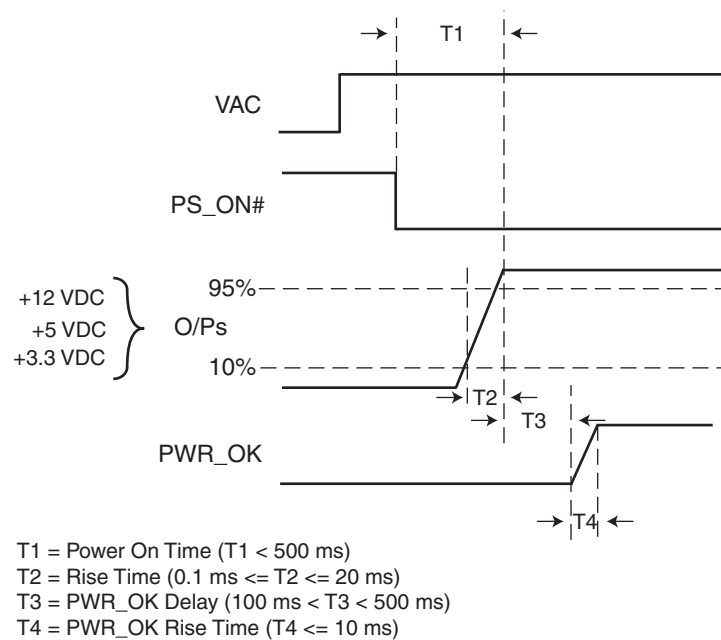 T1
VAC
PS_ON#
+12 VDC
+5 VDC
+3.3 VDC
O/Ps
95%
10%
T2
T3
PWR_OK
T4
T1 = Power On Time (T1 < 500 ms)
T2 = Rise Time (0.1 ms <= T2 <= 20 ms)
T3 = PWR_OK Delay (100 ms < T3 < 500 ms)
T4 = PWR_OK Rise Time (T4 <= 10 ms)